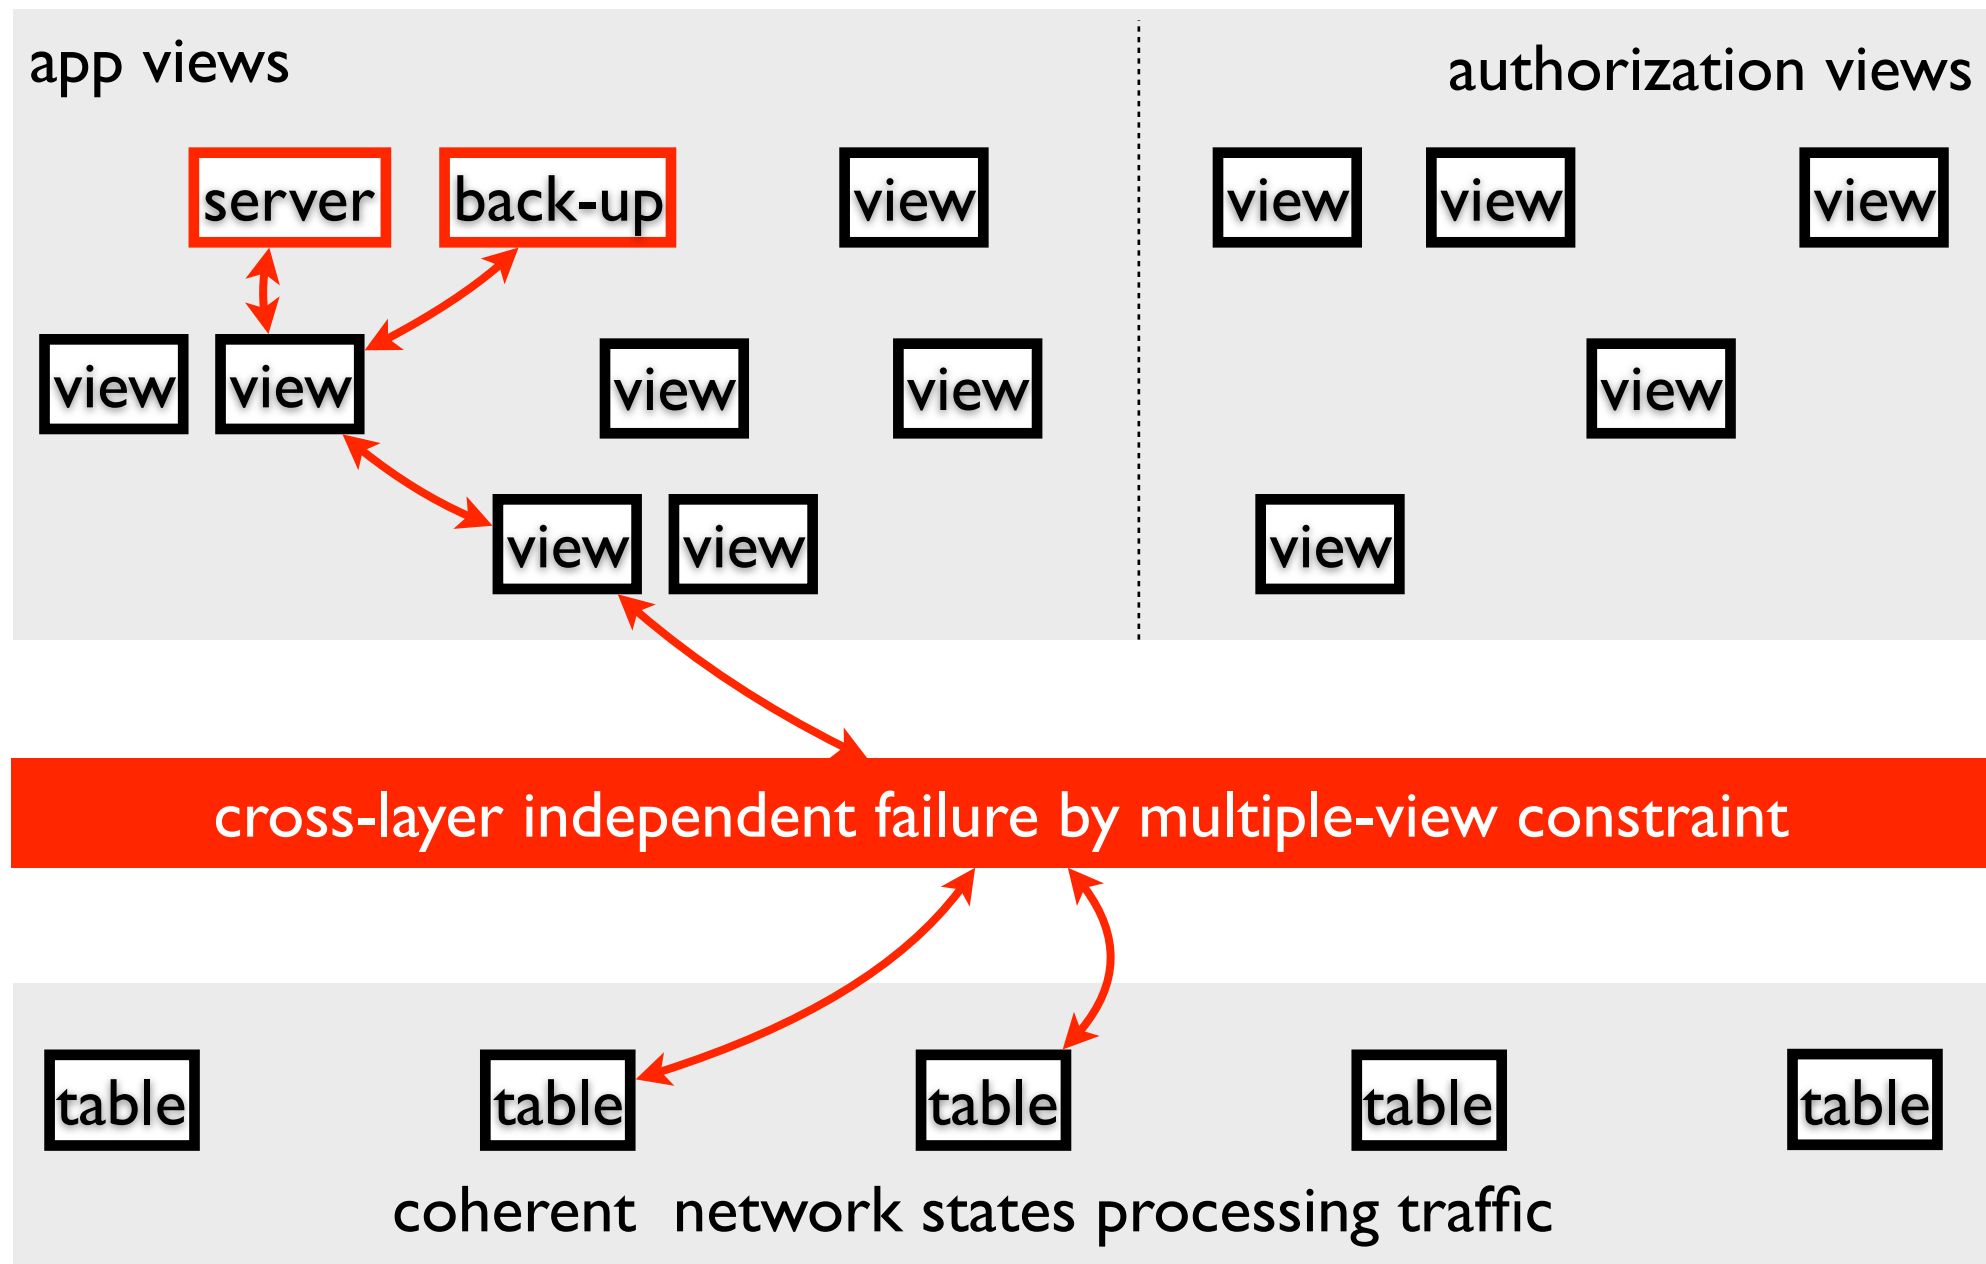 app views
authorization views
server
back-up
view
view
view
view
view
view
view
view
view
view
view
view
cross-layer independent failure by multiple-view constraint
table
table
table
table
table
coherent network states processing traffic